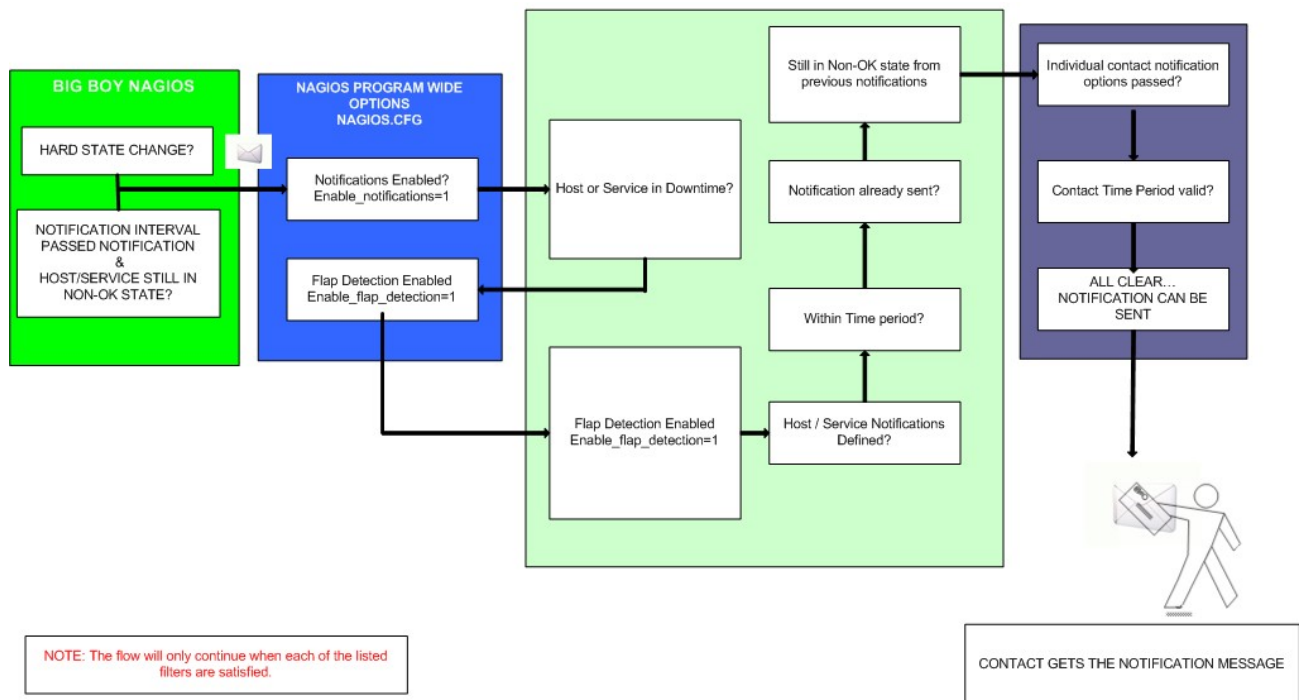 BIG BOY NAGIOS
HARD STATE CHANGE?
NOTIFICATION INTERVAL
PASSED NOTIFICATION
&
HOST/SERVICE STILL IN
NON-OK STATE?
NAGIOS PROGRAM WIDE
OPTIONS
NAGIOS.CFG
Notifications Enabled?
Enable_notifications=1
Flap Detection Enabled
Enable_flap_detection=1
Host or Service in Downtime?
Flap Detection Enabled
Enable_flap_detection=1
Still in Non-OK state from
previous notifications
Notification already sent?
Within Time period?
Host / Service Notifications
Defined?
Individual contact notification
options passed?
Contact Time Period valid?
ALL CLEAR…
NOTIFICATION CAN BE
SENT
NOTE: The flow will only continue when each of the listed
filters are satisfied.
CONTACT GETS THE NOTIFICATION MESSAGE